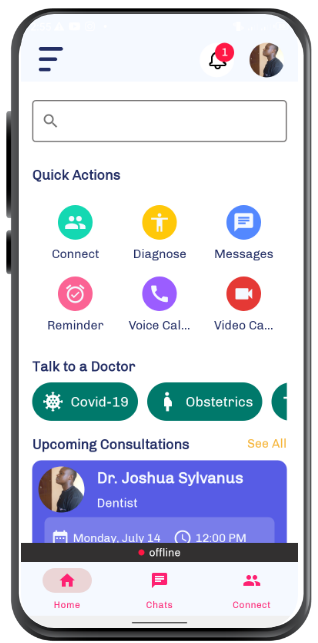 1
Quick Actions
Connect
Diagnose
Messages
Reminder
Voice Cal...
Video Ca...
Talk to a Doctor
Covid-19
Obstetrics
Upcoming Consultations
See All
Dr. Joshua Sylvanus
Dentist
Monday, July 14
12:00 PM
offline
Home
Chats
Connect